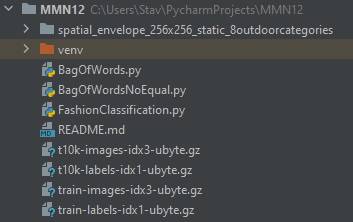 MMN12 C:\Users\Stav\PycharmProjects\MMN12
spatial_envelope_256x256_static_8outdoorcategories
venv
BagOfWords.py
BagOfWordsNoEqual.py
FashionClassification.py
README.md
t10k-images-idx3-ubyte.gz
t10k-labels-idx1-ubyte.gz
train-images-idx3-ubyte.gz
train-labels-idx1-ubyte.gz